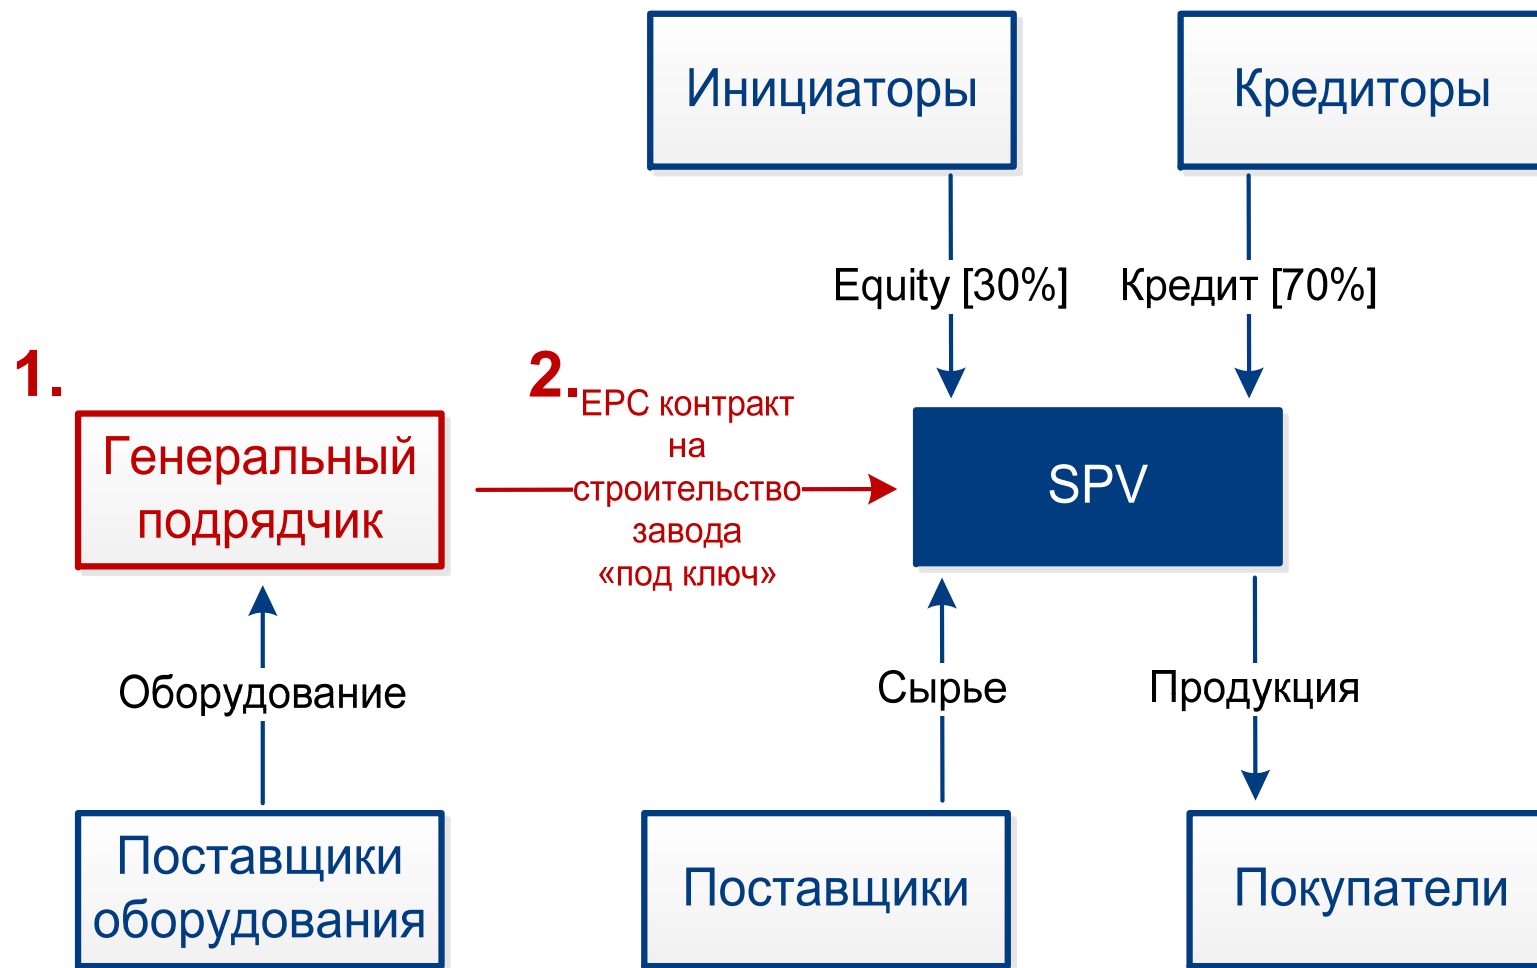 Инициаторы
Кредиторы
Equity [30%]
Кредит [70%]
1.
Генеральный
подрядчик
2.
EPC контракт
на
строительство
завода
«под ключ»
SPV
Оборудование
Сырье
Продукция
Поставщики
оборудования
Поставщики
Покупатели